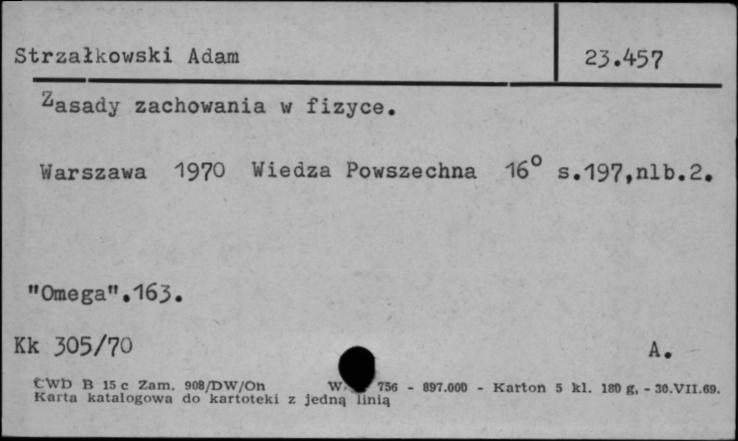 Strzałkowski Adam 23.457
Zasady zachowania w fizyce.
Warszawa 1970 Wiedza Powszechna 16° s.197,nlb.2.
"Omega".163.
Kk 305/70 A.
CWD B 15 c Zam. 908/DW/Oh W. 756 - 897.000 - Karton 5 kl. 180 g, - 30.VII.69.
Karta katalogowa do kartoteki z jedną linią